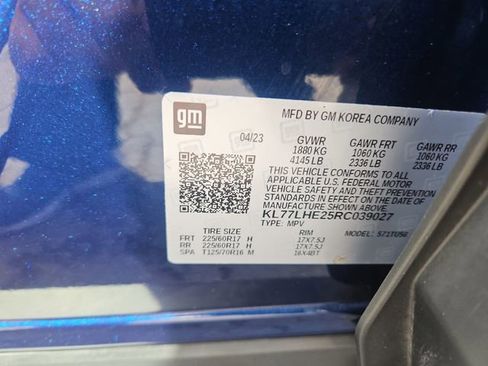 gm
MFD BY GM KOREA COMPANY
04/23 GVWR GAWR FRT GAWR RR
1880 KG 1060 KG 1060 KG
4145 LB 2336 LB 2336 LB
THIS VEHICLE CONFORMS TO ALL
APPLICABLE U.S. FEDERAL MOTOR
VEHICLE SAFETY AND THEFT PREVENTION
STANDARDS IN EFFECT ON THE DATE OF
MANUFACTURE SHOWN ABOVE.
KL77LHE25RC039027
TYPE: MPV
TIRE SIZE RIM MODEL:
FRT 225/60R17 H 17X7.5J
RR 225/60R17 H 17X7.5J
SPA T125/70R16 M 16X4BT